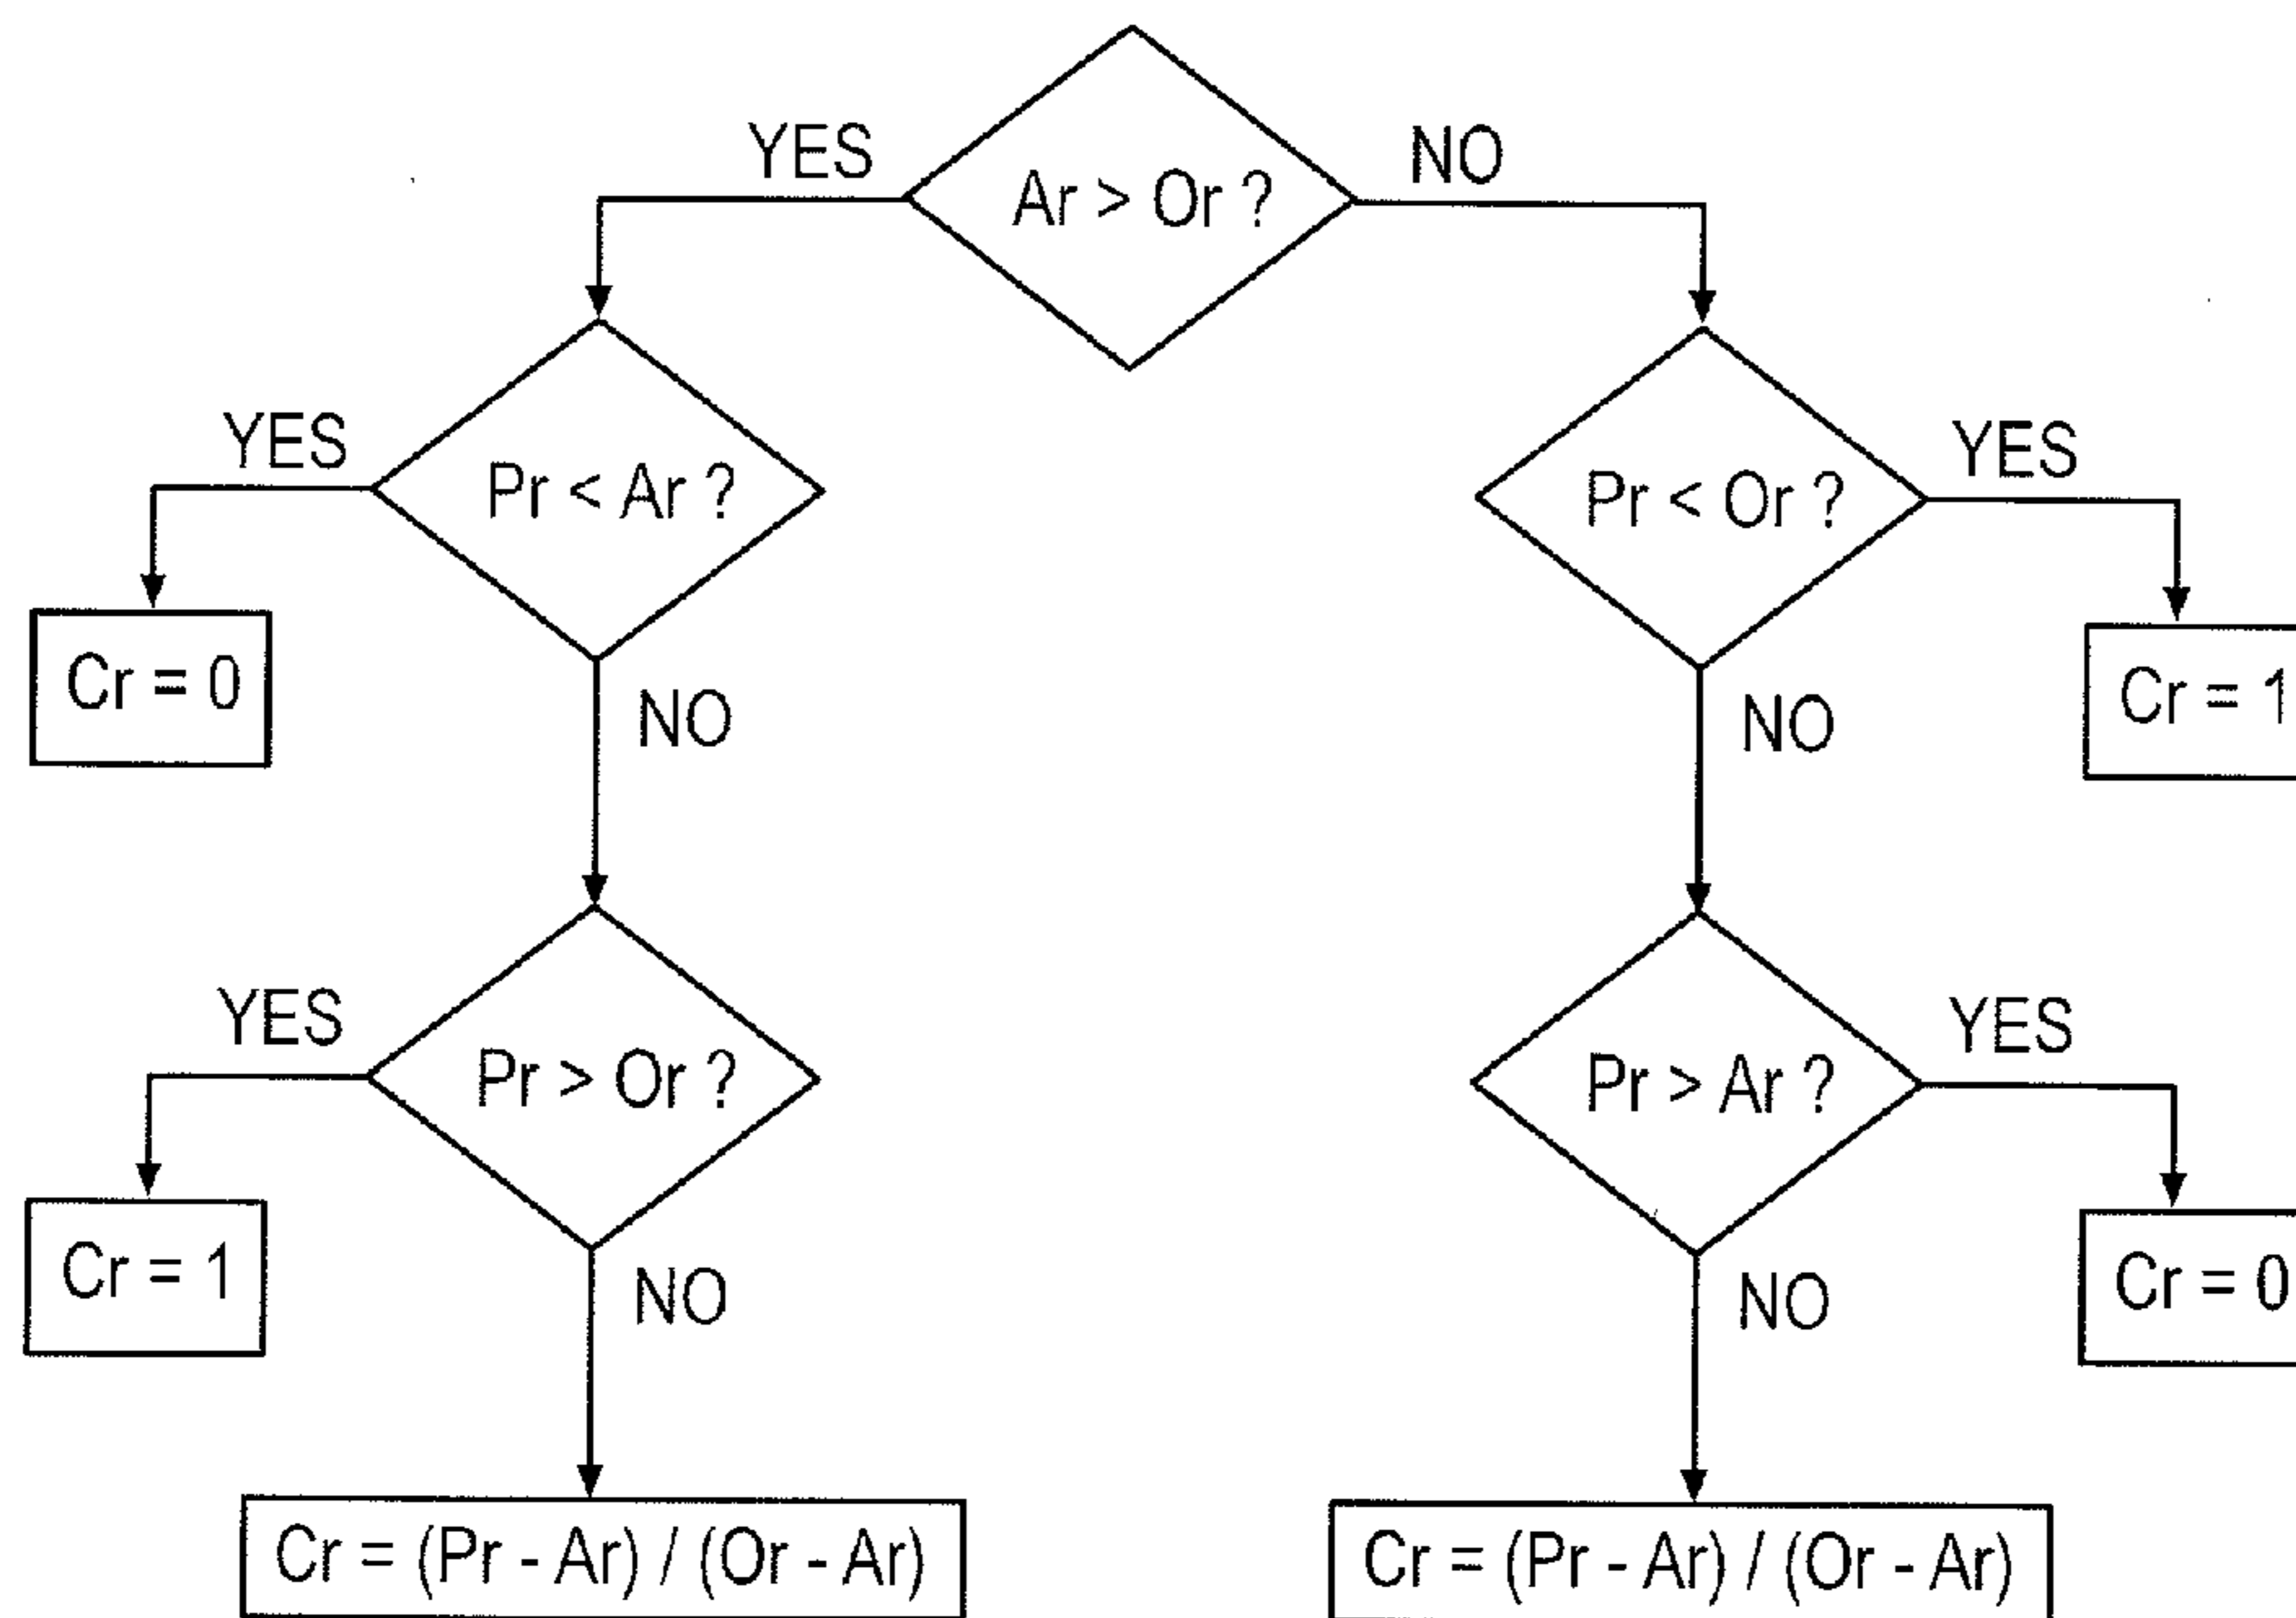 YES
NO
Ar > Or ?
YES
Pr < Ar ?
Pr < Or ?
YES
Cr = 0
NO
NO
Cr = 1
YES
Pr > Or ?
Pr > Ar ?
YES
Cr = 1
NO
NO
Cr = 0
Cr = (Pr - Ar) / (Or - Ar)
Cr = (Pr - Ar) / (Or - Ar)